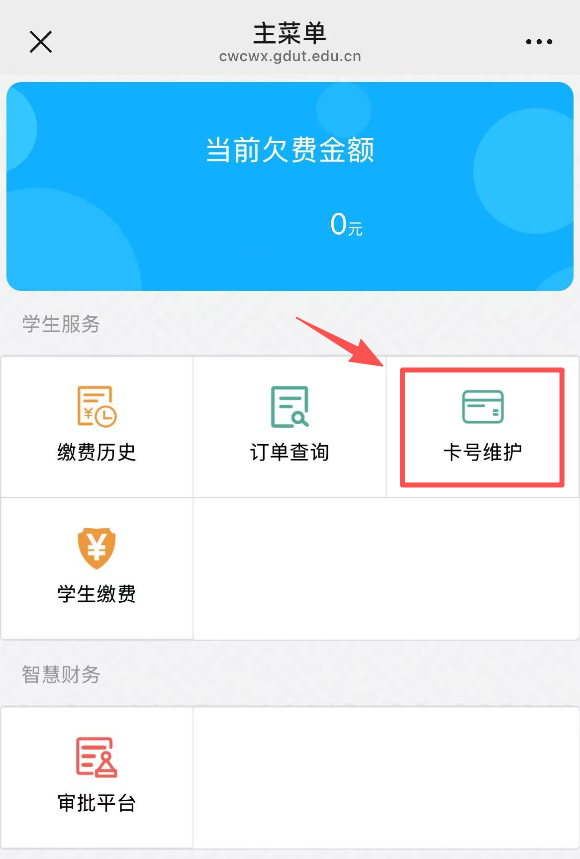 主菜单
cwcwx.gdut.edu.cn
当前欠费金额
0元
学生服务
缴费历史
订单查询
卡号维护
学生缴费
智慧财务
审批平台